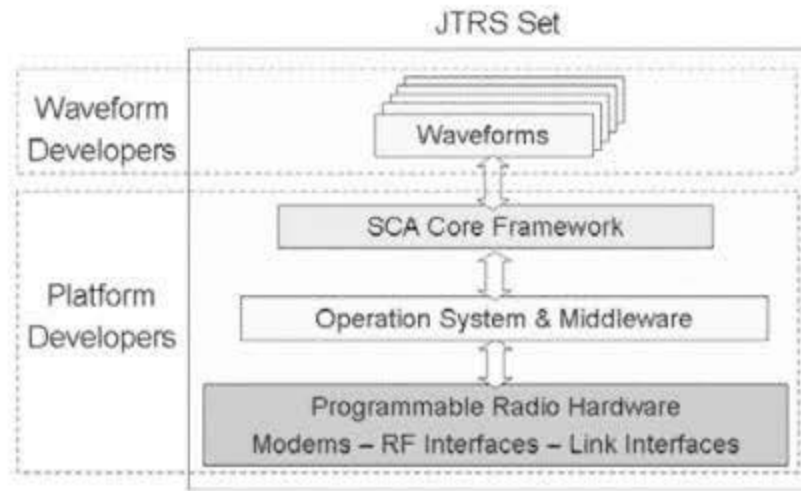 JTRS Set
Waveform
Developers
Waveforms
SCA Core Framework
Platform
Developers
Operation System & Middleware
Programmable Radio Hardware
Modems – RF Interfaces – Link Interfaces